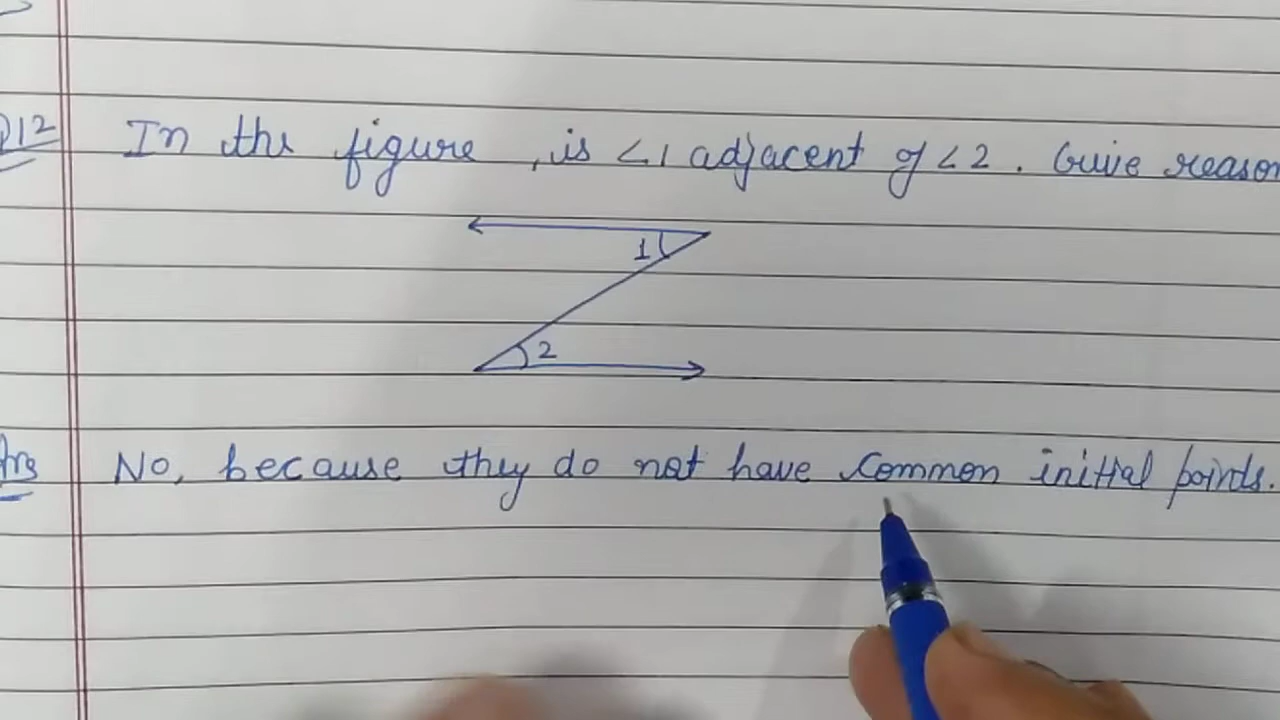 Q12 In the figure, is ∠1 adjacent of ∠2. Give reason
1
2
Ans No, because they do not have common initial points.